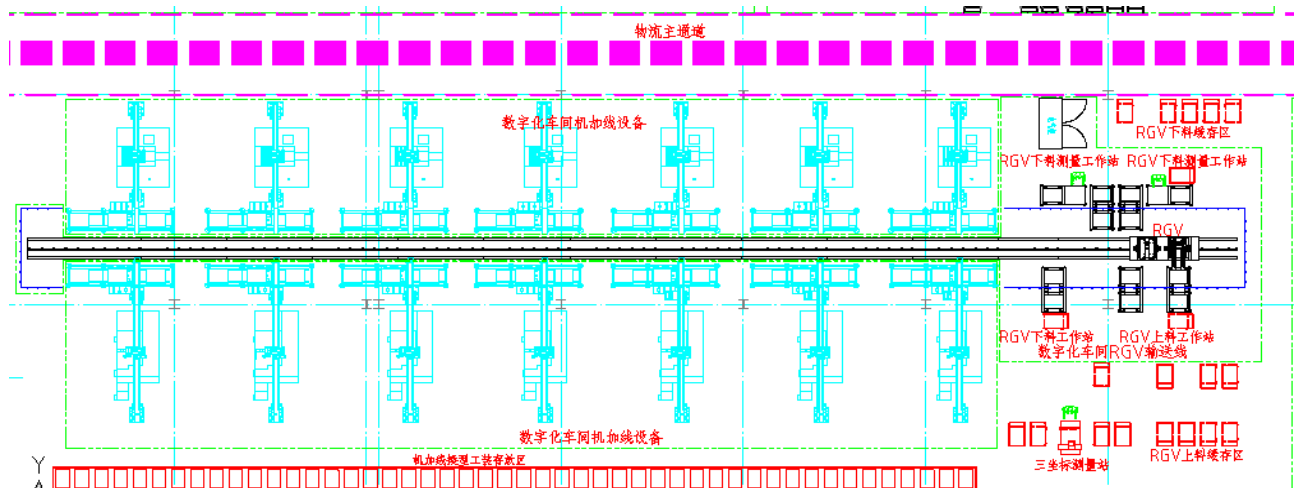 物流主通道
数字化车间机加线设备
RGV下料缓存区
RGV下料测量工作站
RGV下料测量工作站
RGV
RGV下料工作站
RGV上料工作站
数字化车间RGV输送线
数字化车间机加线设备
机加线换型工装存放区
三坐标测量站
RGV上料缓存区
Y